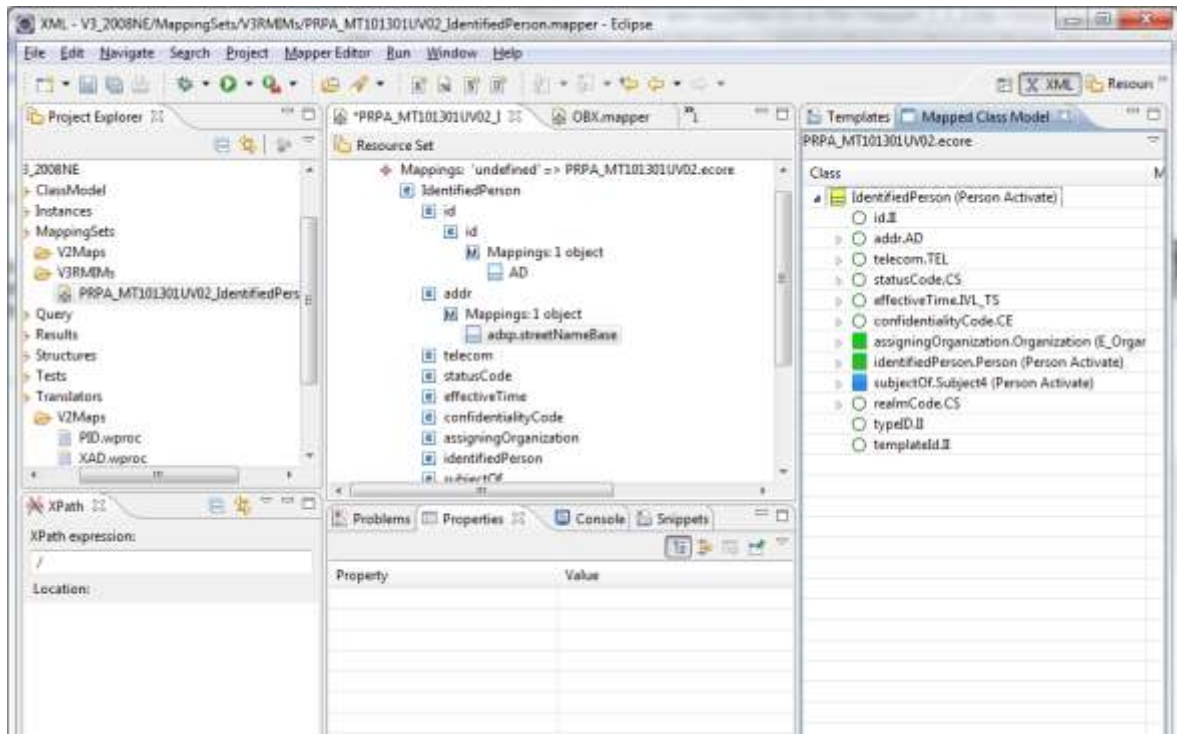 XML - V3_2008NE/MappingSets/V3RMIMs/PRPA_MT101301UV02_IdentifiedPerson.mapper - Eclipse
File Edit Navigate Search Project Mapper Editor Run Window Help
XML Resoun
Project Explorer
3_2008NE
ClassModel
Instances
MappingSets
V2Maps
V3RMIMs
PRPA_MT101301UV02_IdentifiedPers
Query
Results
Structures
Tests
Translators
V2Maps
PID.wproc
XAD.wproc
XPath
XPath expression:
/
Location:
*PRPA_MT101301UV02_I OBX.mapper
Resource Set
Mappings: 'undefined' => PRPA_MT101301UV02.ecore
IdentifiedPerson
id
id
Mappings: 1 object
AD
addr
Mappings: 1 object
adxp.streetNameBase
telecom
statusCode
effectiveTime
confidentialityCode
assigningOrganization
identifiedPerson
subjectOf
Problems Properties Console Snippets
Property Value
Templates Mapped Class Model
PRPA_MT101301UV02.ecore
Class M
IdentifiedPerson (Person Activate)
id.II
addr.AD
telecom.TEL
statusCode.CS
effectiveTime.IVL_TS
confidentialityCode.CE
assigningOrganization.Organization (E_Organ
identifiedPerson.Person (Person Activate)
subjectOf.Subject4 (Person Activate)
realmCode.CS
typeID.II
templateId.II